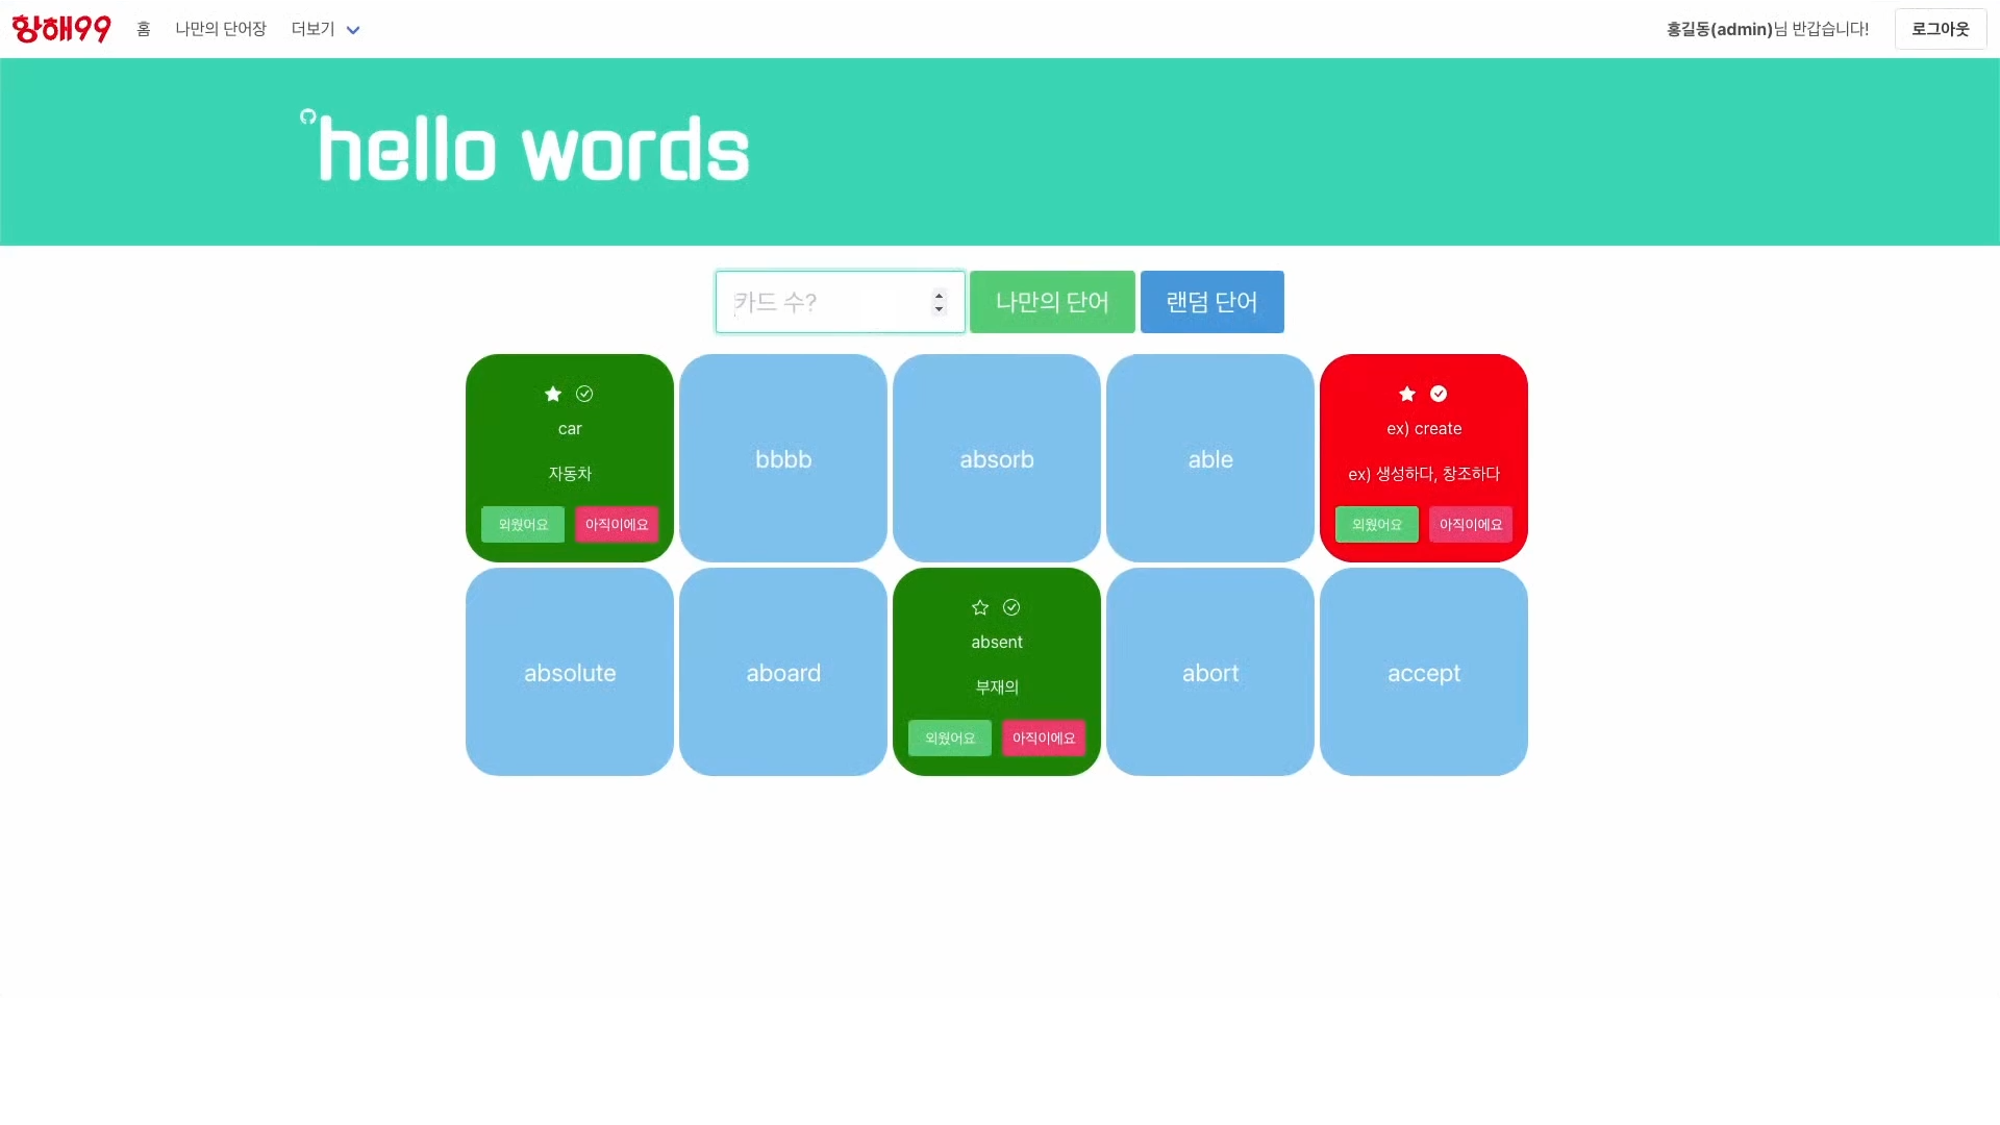 항해99 홈 나만의 단어장 더보기 홍길동(admin)님 반갑습니다! 로그아웃
hello words
카드 수? 나만의 단어 랜덤 단어
car
자동차
외웠어요 아직이에요
bbbb
absorb
able
ex) create
ex) 생성하다, 창조하다
외웠어요 아직이에요
absolute
aboard
absent
부재의
외웠어요 아직이에요
abort
accept